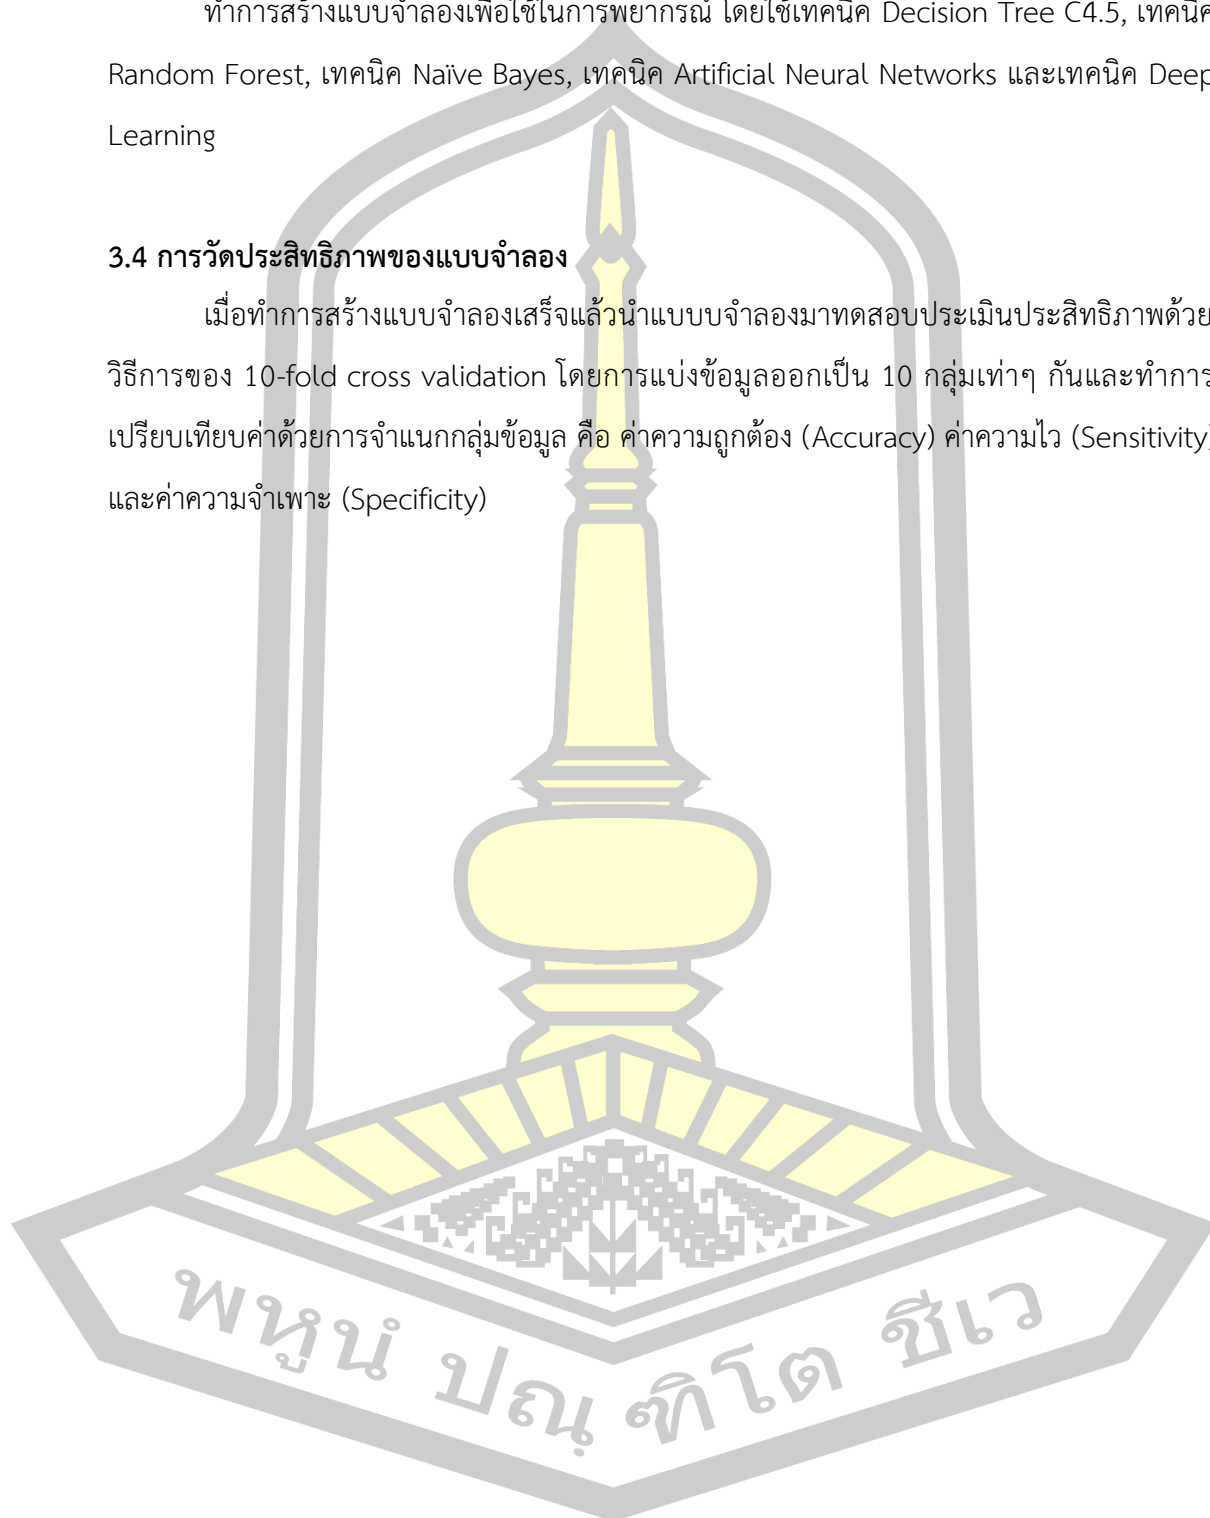 ทำการสร้างแบบจำลองเพื่อใช้ในการพยากรณ์ โดยใช้เทคนิค Decision Tree C4.5, เทคนิค
Random Forest, เทคนิค Naïve Bayes, เทคนิค Artificial Neural Networks และเทคนิค Deep
Learning
3.4 การวัดประสิทธิภาพของแบบจำลอง
เมื่อทำการสร้างแบบจำลองเสร็จแล้วนำแบบบจำลองมาทดสอบประเมินประสิทธิภาพด้วย
วิธีการของ 10-fold cross validation โดยการแบ่งข้อมูลออกเป็น 10 กลุ่มเท่าๆ กันและทำการ
เปรียบเทียบค่าด้วยการจำแนกกลุ่มข้อมูล คือ ค่าความถูกต้อง (Accuracy) ค่าความไว (Sensitivity)
และค่าความจำเพาะ (Specificity)
พหูนํ ปณฺ ฑิโต ชีเว